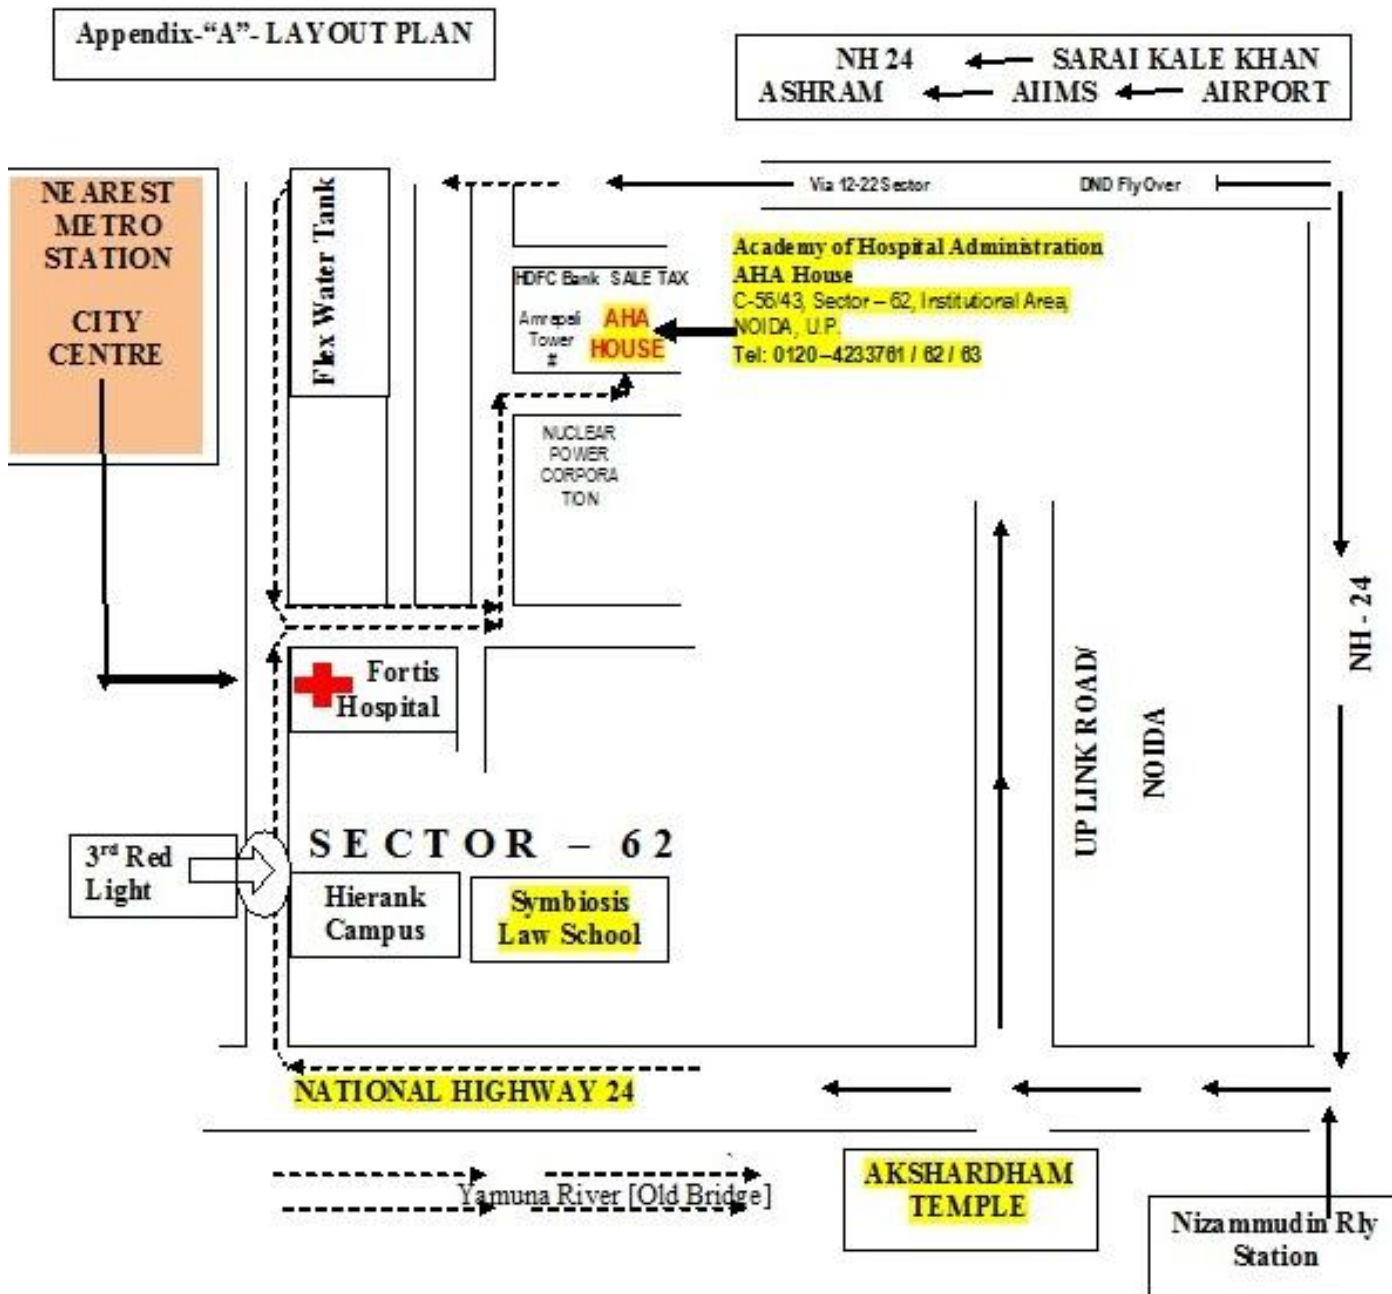 Appendix-“A”- LAYOUT PLAN
NH 24 SARAI KALE KHAN
ASHRAM AIIMS AIRPORT
NEAREST
METRO
STATION
CITY
CENTRE
Flex Water Tank
Via 12-22 Sector
DND Fly Over
HDFC Bank SALE TAX
Amrapali
Tower
#
AHA
HOUSE
Academy of Hospital Administration
AHA House
C-56/43, Sector – 62, Institutional Area,
NOIDA, U.P.
Tel: 0120 –4233761 / 62 / 63
NUCLEAR
POWER
CORPORA
TION
NH - 24
Fortis
Hospital
UP LINK ROAD/
NOIDA
SECTOR – 62
3rd Red
Light
Hierank
Campus
Symbiosis
Law School
NATIONAL HIGHWAY 24
Yamuna River [Old Bridge]
AKSHARDHAM
TEMPLE
Nizammudin Rly
Station